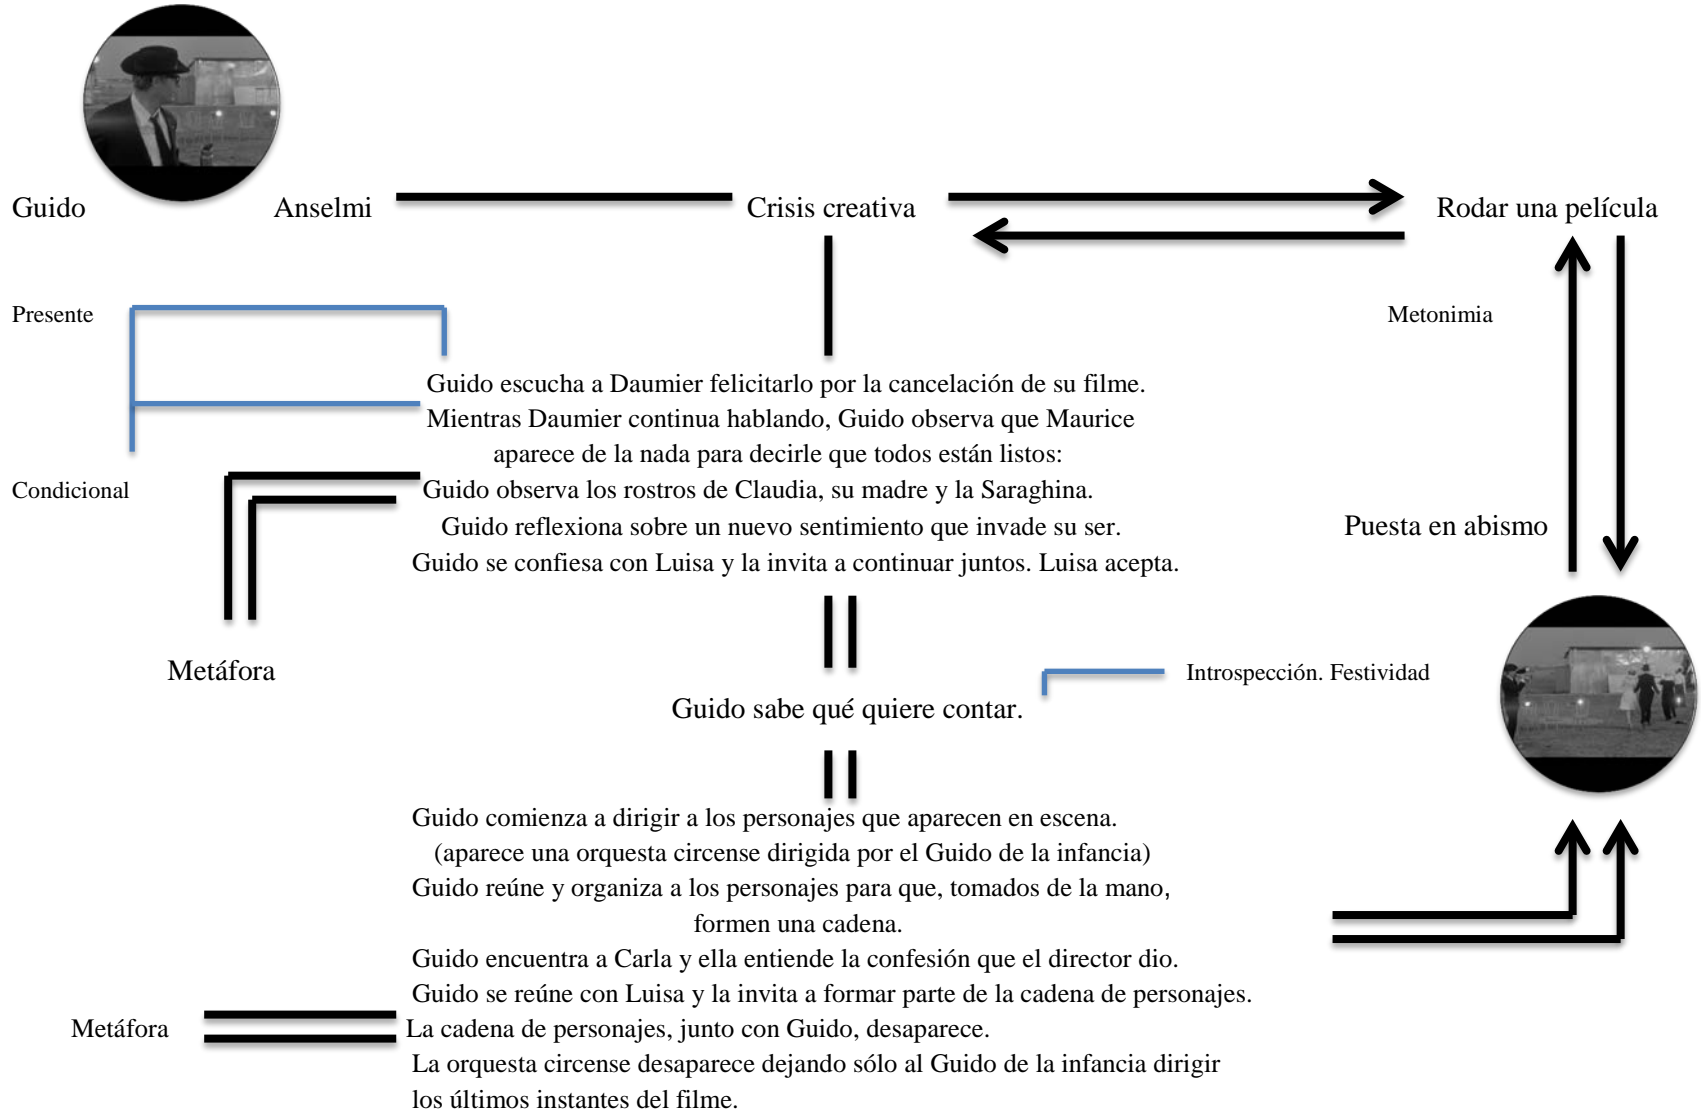 Guido Anselmi Crisis creativa Rodar una película
Presente
Metonimia
Guido escucha a Daumier felicitarlo por la cancelación de su filme.
Mientras Daumier continua hablando, Guido observa que Maurice
aparece de la nada para decirle que todos están listos:
Condicional
Guido observa los rostros de Claudia, su madre y la Saraghina.
Guido reflexiona sobre un nuevo sentimiento que invade su ser.
Puesta en abismo
Guido se confiesa con Luisa y la invita a continuar juntos. Luisa acepta.
Metáfora
Introspección. Festividad
Guido sabe qué quiere contar.
Guido comienza a dirigir a los personajes que aparecen en escena.
(aparece una orquesta circense dirigida por el Guido de la infancia)
Guido reúne y organiza a los personajes para que, tomados de la mano,
formen una cadena.
Guido encuentra a Carla y ella entiende la confesión que el director dio.
Guido se reúne con Luisa y la invita a formar parte de la cadena de personajes.
Metáfora
La cadena de personajes, junto con Guido, desaparece.
La orquesta circense desaparece dejando sólo al Guido de la infancia dirigir
los últimos instantes del filme.